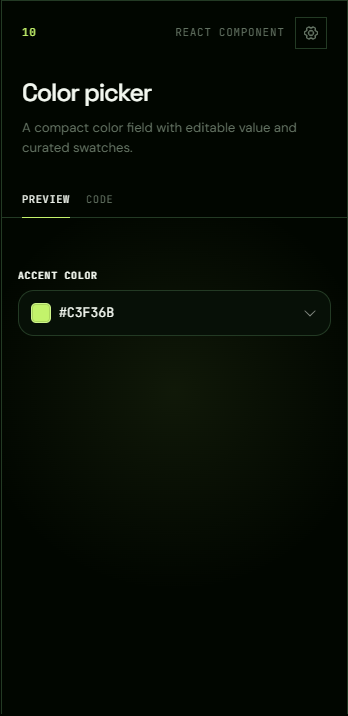 10
REACT COMPONENT
Color picker
A compact color field with editable value and
curated swatches.
PREVIEW CODE
ACCENT COLOR
#C3F36B